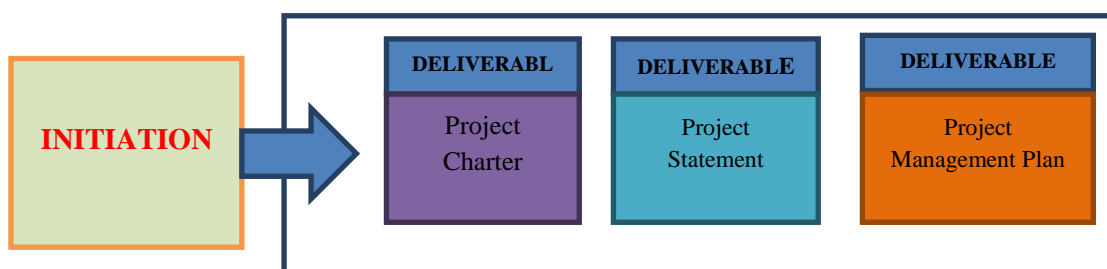 INITIATION
DELIVERABL
Project
Charter
DELIVERABLE
Project
Statement
DELIVERABLE
Project
Management Plan